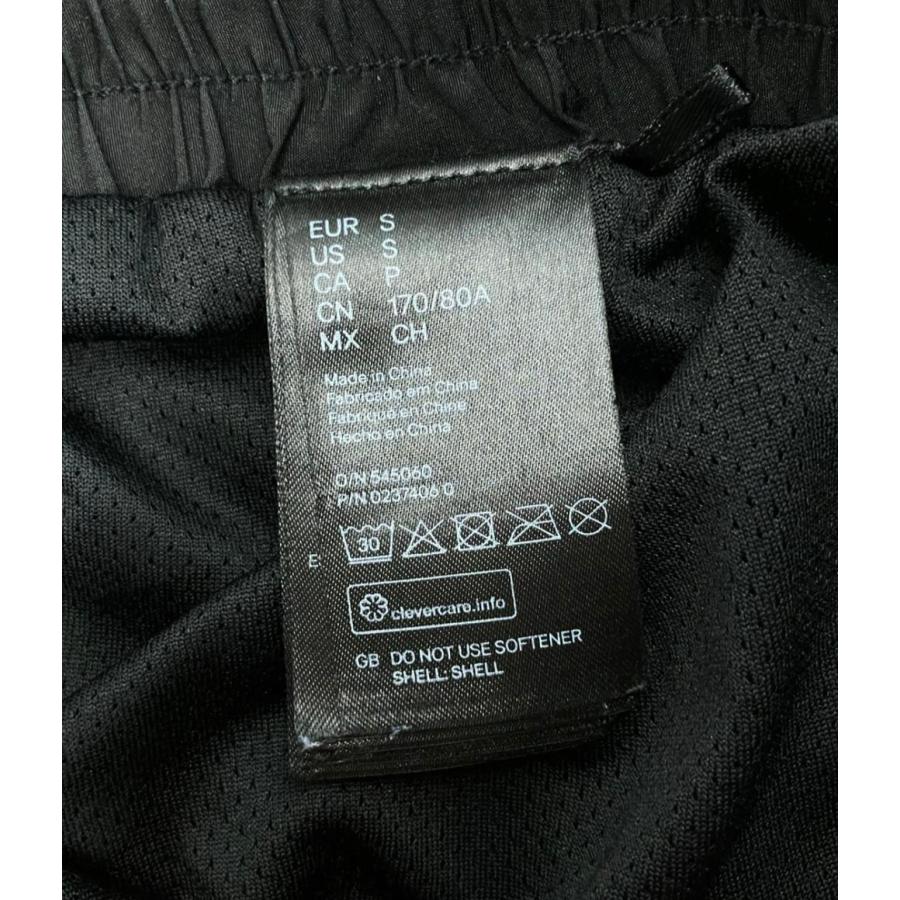 EUR S
US S
CA P
CN 170/80A
MX CH
Made in China
Fabricado em China
Fabriqué en Chine
Hecho en China
O/N 545060
P/N 0237406 0
E 30
clevercare.info
GB DO NOT USE SOFTENER
SHELL: SHELL